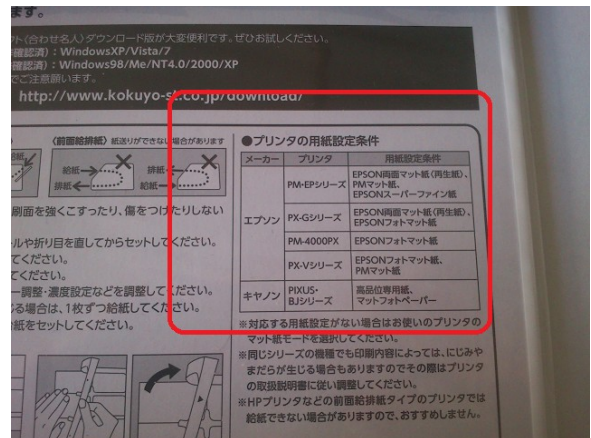 ます。
ト〈合わせ名人〉ダウンロード版が大変便利です。ぜひお試しください。
確認済)：WindowsXP/Vista/7
確認済)：Windows98/Me/NT4.0/2000/XP
でご注意願います。
http://www.kokuyo-st.co.jp/download/
〈前面給排紙〉 紙送りができない場合があります
給紙
給紙
排紙
排紙
給紙
刷面を強くこすったり、傷をつけたりしない
ールや折り目を直してからセットしてください。
てください。
てください。
ー調整・濃度設定などを調整してください。
る場合は、1枚ずつ給紙してください。
紙をセットしてください。
●プリンタの用紙設定条件
メーカー プリンタ 用紙設定条件
エプソン
PM・EPシリーズ
EPSON両面マット紙(再生紙)、
PMマット紙、
EPSONスーパーファイン紙
PX-Gシリーズ
EPSON両面マット紙(再生紙)、
EPSONフォトマット紙
PM-4000PX
EPSONフォトマット紙
PX-Vシリーズ
EPSONフォトマット紙、
PMマット紙
キヤノン
PIXUS・
BJシリーズ
高品位専用紙、
マットフォトペーパー
※対応する用紙設定がない場合はお使いのプリンタの
マット紙モードを選択してください。
※同じシリーズの機種でも印刷内容によっては、にじみや
まだらが生じる場合もありますのでその際はプリンタ
の取扱説明書に従い調整してください。
※HPプリンタなどの前面給排紙タイプのプリンタでは
給紙できない場合がありますので、おすすめしません。